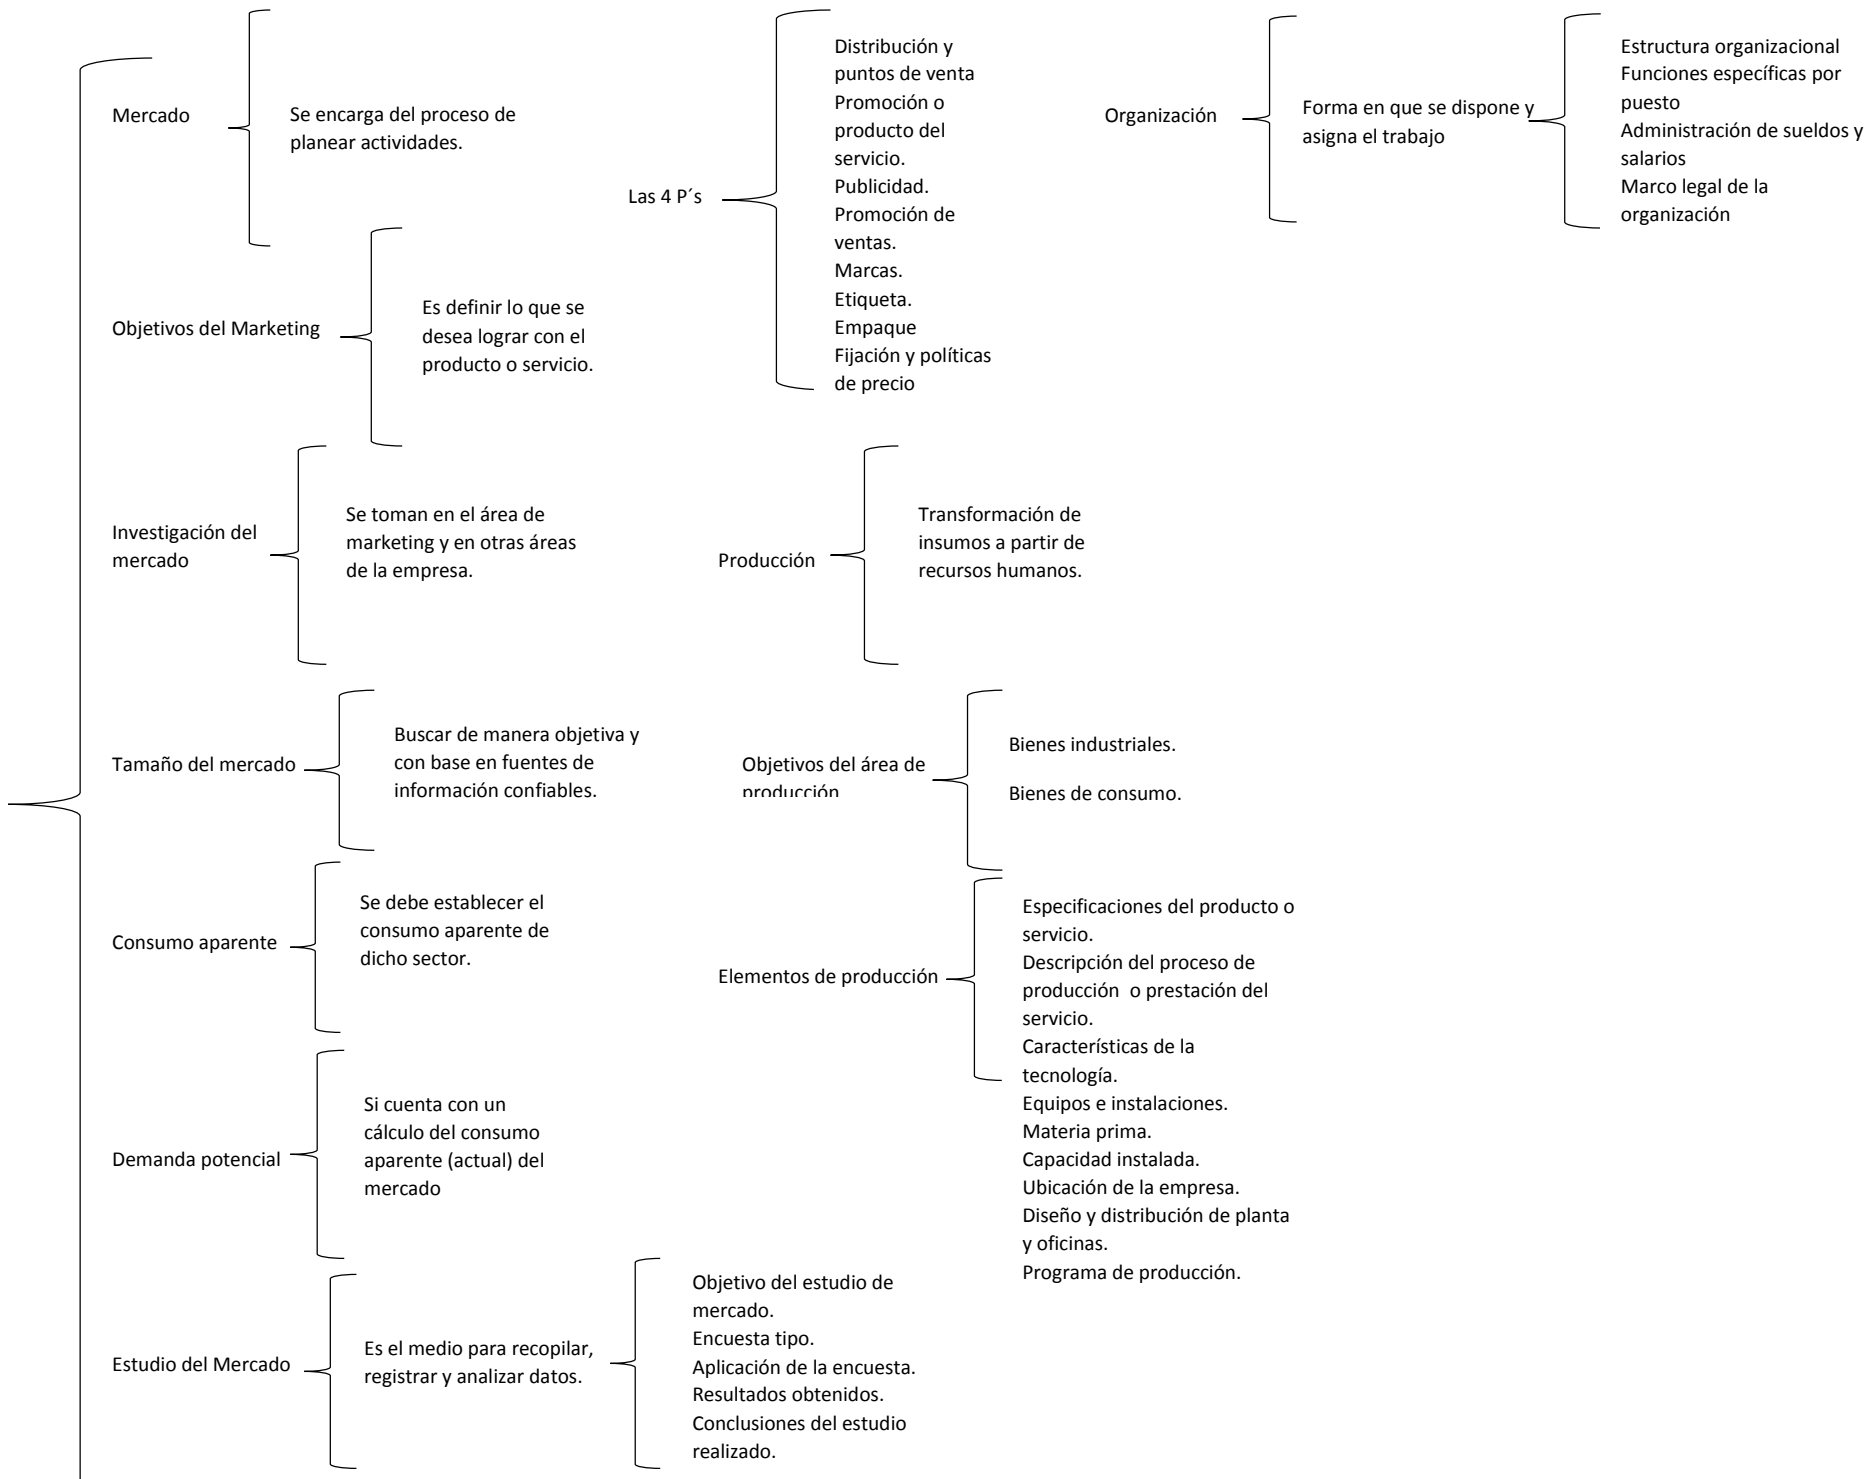 Mercado
Se encarga del proceso de
planear actividades.
Objetivos del Marketing
Es definir lo que se
desea lograr con el
producto o servicio.
Investigación del
mercado
Se toman en el área de
marketing y en otras áreas
de la empresa.
Tamaño del mercado
Buscar de manera objetiva y
con base en fuentes de
información confiables.
Consumo aparente
Se debe establecer el
consumo aparente de
dicho sector.
Demanda potencial
Si cuenta con un
cálculo del consumo
aparente (actual) del
mercado
Estudio del Mercado
Es el medio para recopilar,
registrar y analizar datos.
Objetivo del estudio de
mercado.
Encuesta tipo.
Aplicación de la encuesta.
Resultados obtenidos.
Conclusiones del estudio
realizado.
Las 4 P´s
Distribución y
puntos de venta
Promoción o
producto del
servicio.
Publicidad.
Promoción de
ventas.
Marcas.
Etiqueta.
Empaque
Fijación y políticas
de precio
Producción
Transformación de
insumos a partir de
recursos humanos.
Objetivos del área de
producción
Bienes industriales.
Bienes de consumo.
Elementos de producción
Especificaciones del producto o
servicio.
Descripción del proceso de
producción  o prestación del
servicio.
Características de la
tecnología.
Equipos e instalaciones.
Materia prima.
Capacidad instalada.
Ubicación de la empresa.
Diseño y distribución de planta
y oficinas.
Programa de producción.
Organización
Forma en que se dispone y
asigna el trabajo
Estructura organizacional
Funciones específicas por
puesto
Administración de sueldos y
salarios
Marco legal de la
organización